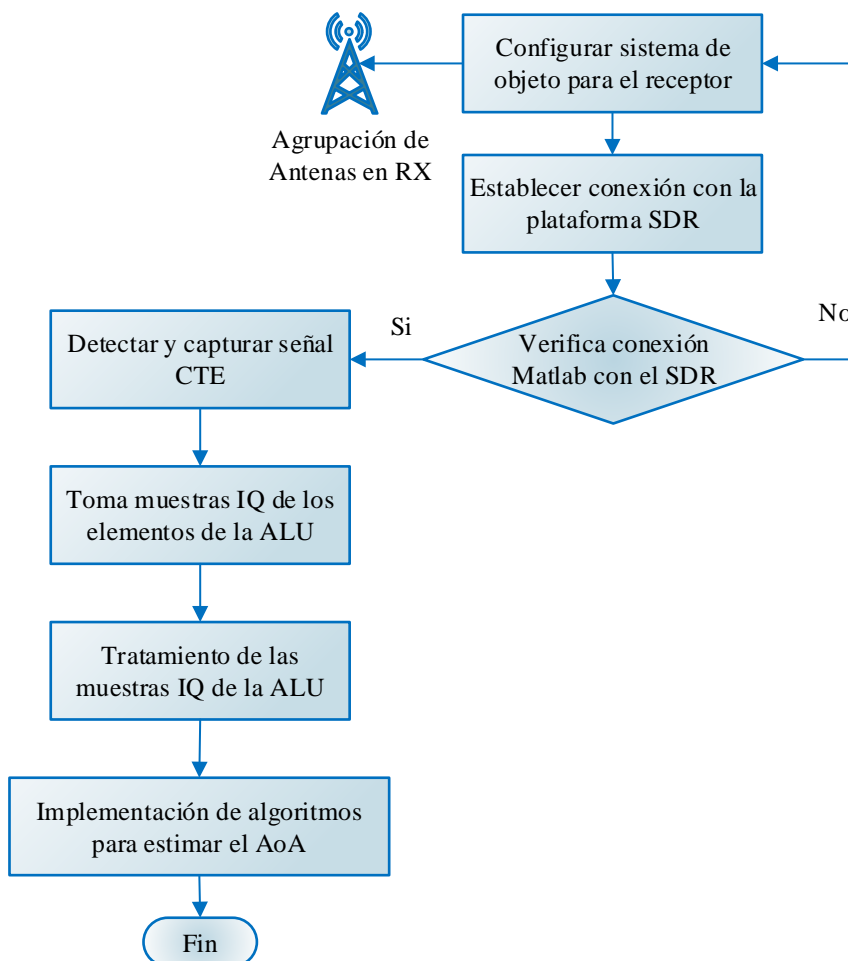 Configurar sistema de
objeto para el receptor
Agrupación de
Antenas en RX
Establecer conexión con la
plataforma SDR
Verifica conexión
Matlab con el SDR
No
Si
Detectar y capturar señal
CTE
Toma muestras IQ de los
elementos de la ALU
Tratamiento de las
muestras IQ de la ALU
Implementación de algoritmos
para estimar el AoA
Fin